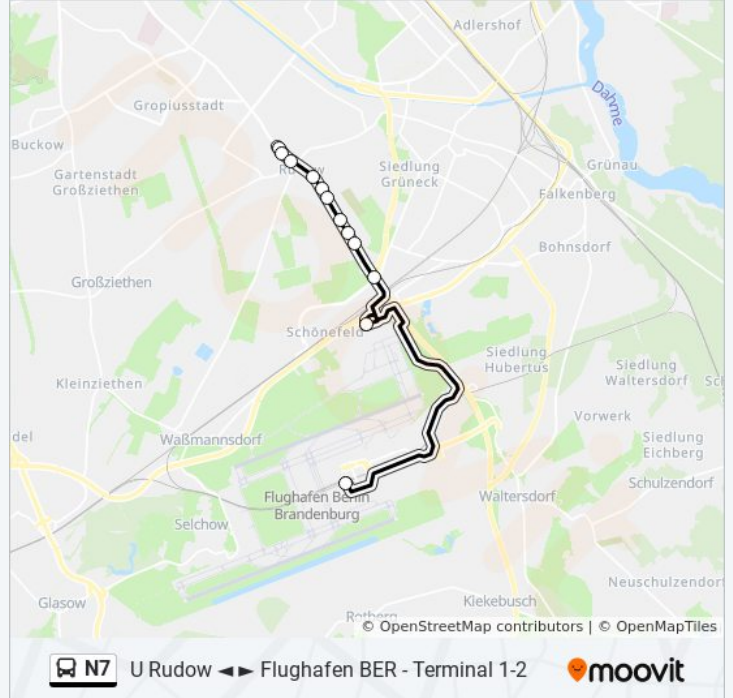 Adlershof
Dahme
Gropiusstadt
Buckow
Gartenstadt
Großziethen
Siedlung
Grüneck
Grünau
Falkenberg
Bohnsdorf
Großziethen
Schönefeld
Siedlung
Hubertus
Siedlung
Waltersdorf
Kleinziethen
Vorwerk
Waßmannsdorf
Siedlung
Eichberg
Schulzendorf
Flughafen Berlin
Brandenburg
Waltersdorf
Selchow
Neuschulzendorf
Glasow
Kiekebusch
© OpenStreetMap contributors | © OpenMapTiles
N7 U Rudow ◄ ► Flughafen BER - Terminal 1-2 moovit